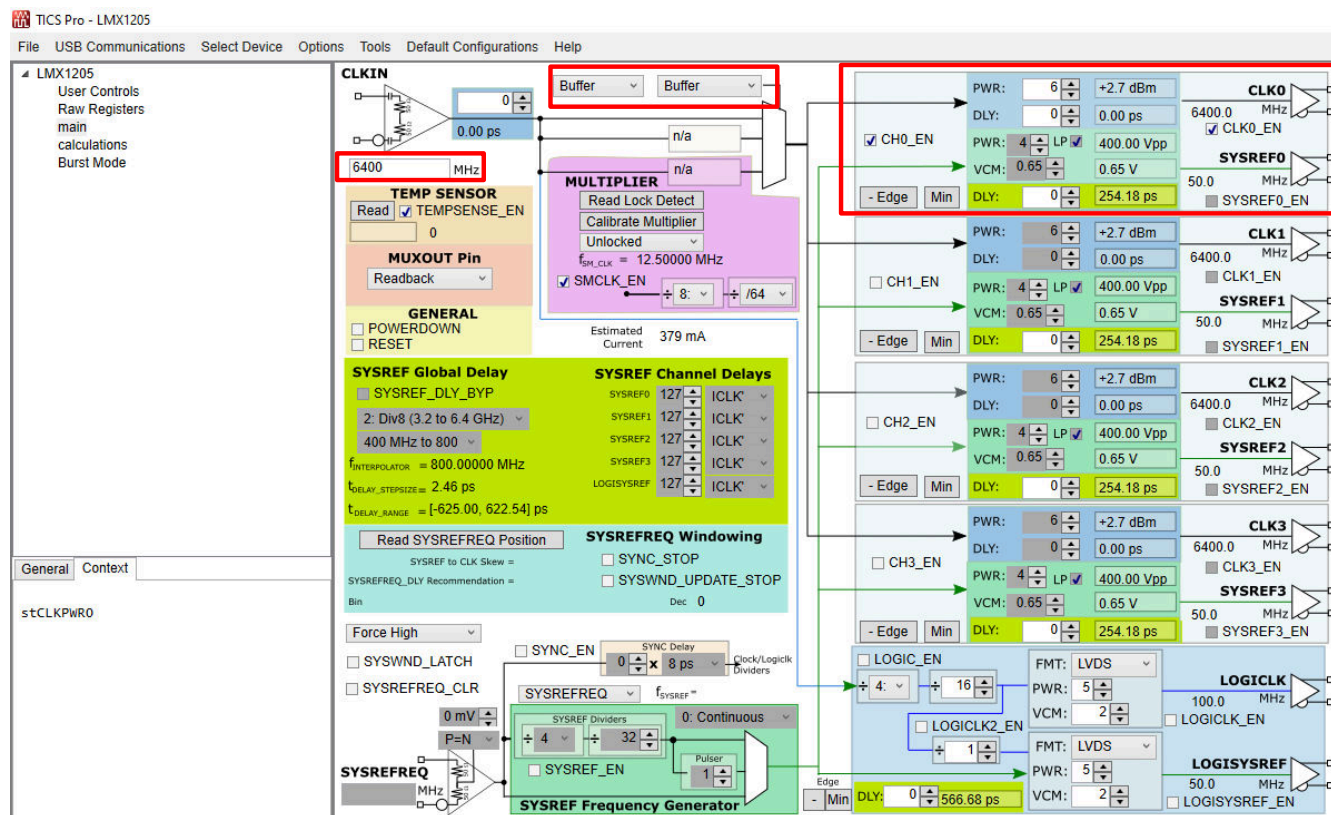 TICS Pro - LMX1205
File USB Communications Select Device Options Tools Default Configurations Help
LMX1205
User Controls
Raw Registers
main
calculations
Burst Mode
General Context
stCLKPWR0
CLKIN
0
0.00 ps
6400 MHz
Buffer Buffer
n/a
n/a
TEMP SENSOR
Read TEMPSENSE_EN
0
MUXOUT Pin
Readback
GENERAL
POWERDOWN
RESET
MULTIPLIER
Read Lock Detect
Calibrate Multiplier
Unlocked
fSM_CLK = 12.50000 MHz
SMCLK_EN
÷ 8: ÷ /64
Estimated Current 379 mA
SYSREF Global Delay
SYSREF_DLY_BYP
2: Div8 (3.2 to 6.4 GHz)
400 MHz to 800
fINTERPOLATOR = 800.00000 MHz
tDELAY_STEPSIZE = 2.46 ps
tDELAY_RANGE = [-625.00, 622.54] ps
SYSREF Channel Delays
SYSREF0 127 ICLK'
SYSREF1 127 ICLK'
SYSREF2 127 ICLK'
SYSREF3 127 ICLK'
LOGISYSREF 127 ICLK'
Read SYSREFREQ Position
SYSREF to CLK Skew =
SYSREFREQ_DLY Recommendation =
Bin Dec 0
SYSREFREQ Windowing
SYNC_STOP
SYSWND_UPDATE_STOP
Force High
SYSWND_LATCH
SYSREFREQ_CLR
SYNC_EN
SYNC Delay
0 x 8 ps
Clock/Logiclk
Dividers
SYSREFREQ fSYSREF =
0 mV
P=N
50 Ω
50 Ω
SYSREFREQ
MHz
SYSREF Dividers
÷ 4 ÷ 32
0: Continuous
SYSREF_EN
Pulser
1
SYSREF Frequency Generator
CH0_EN
- Edge Min
PWR: 6 +2.7 dBm
DLY: 0 0.00 ps
PWR: 4 LP 400.00 Vpp
VCM: 0.65 0.65 V
DLY: 0 254.18 ps
CLK0
6400.0 MHz
CLK0_EN
SYSREF0
50.0 MHz
SYSREF0_EN
CH1_EN
- Edge Min
PWR: 6 +2.7 dBm
DLY: 0 0.00 ps
PWR: 4 LP 400.00 Vpp
VCM: 0.65 0.65 V
DLY: 0 254.18 ps
CLK1
6400.0 MHz
CLK1_EN
SYSREF1
50.0 MHz
SYSREF1_EN
CH2_EN
- Edge Min
PWR: 6 +2.7 dBm
DLY: 0 0.00 ps
PWR: 4 LP 400.00 Vpp
VCM: 0.65 0.65 V
DLY: 0 254.18 ps
CLK2
6400.0 MHz
CLK2_EN
SYSREF2
50.0 MHz
SYSREF2_EN
CH3_EN
- Edge Min
PWR: 6 +2.7 dBm
DLY: 0 0.00 ps
PWR: 4 LP 400.00 Vpp
VCM: 0.65 0.65 V
DLY: 0 254.18 ps
CLK3
6400.0 MHz
CLK3_EN
SYSREF3
50.0 MHz
SYSREF3_EN
LOGIC_EN
÷ 4: ÷ 16
LOGICLK2_EN
÷ 1
FMT: LVDS
PWR: 5
VCM: 2
LOGICLK
100.0 MHz
LOGICLK_EN
FMT: LVDS
PWR: 5
VCM: 2
LOGISYSREF
50.0 MHz
LOGISYSREF_EN
Edge
- Min
DLY: 0 566.68 ps